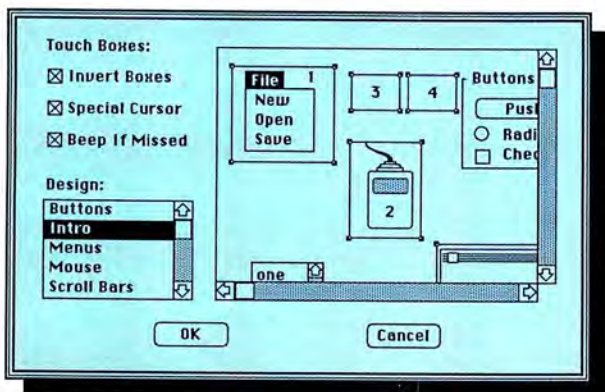 Touch Boxes:
Invert Boxes
Special Cursor
Beep If Missed
Design:
Buttons
Intro
Menus
Mouse
Scroll Bars
File 1
New
Open
Save
3 4
2
Buttons
Pus
Radi
Chec
one
OK Cancel